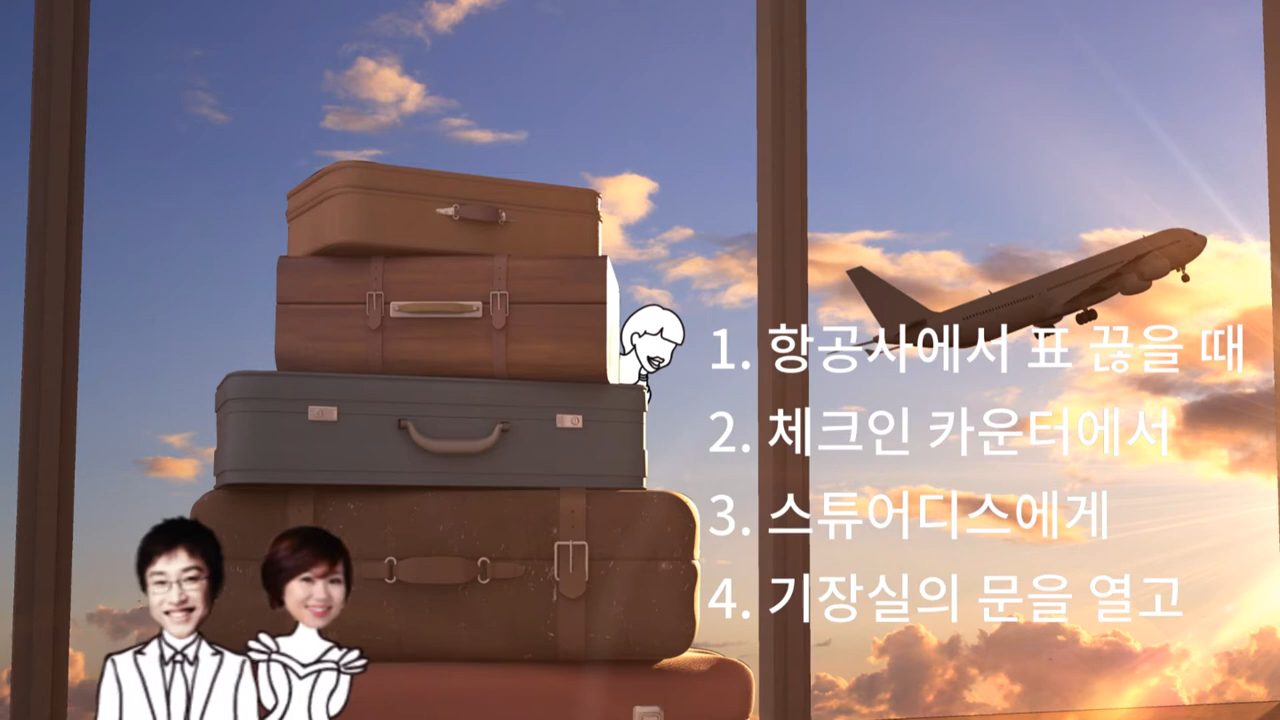 1. 항공사에서 표 끊을 때
2. 체크인 카운터에서
3. 스튜어디스에게
4. 기장실의 문을 열고